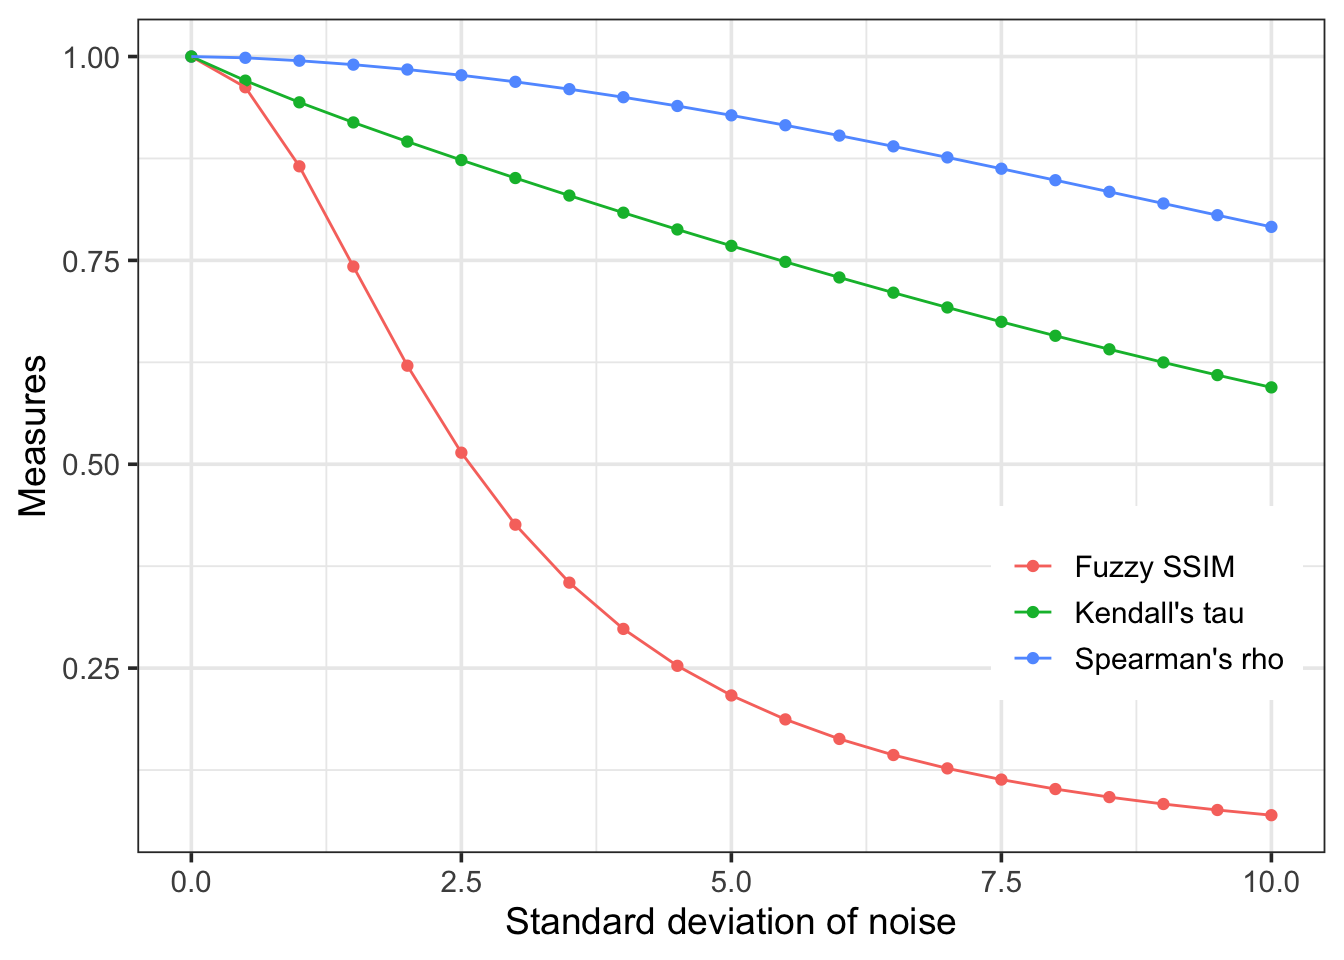 1.00
0.75
0.50
0.25
Measures
Fuzzy SSIM
Kendall's tau
Spearman's rho
0.0
2.5
5.0
7.5
10.0
Standard deviation of noise